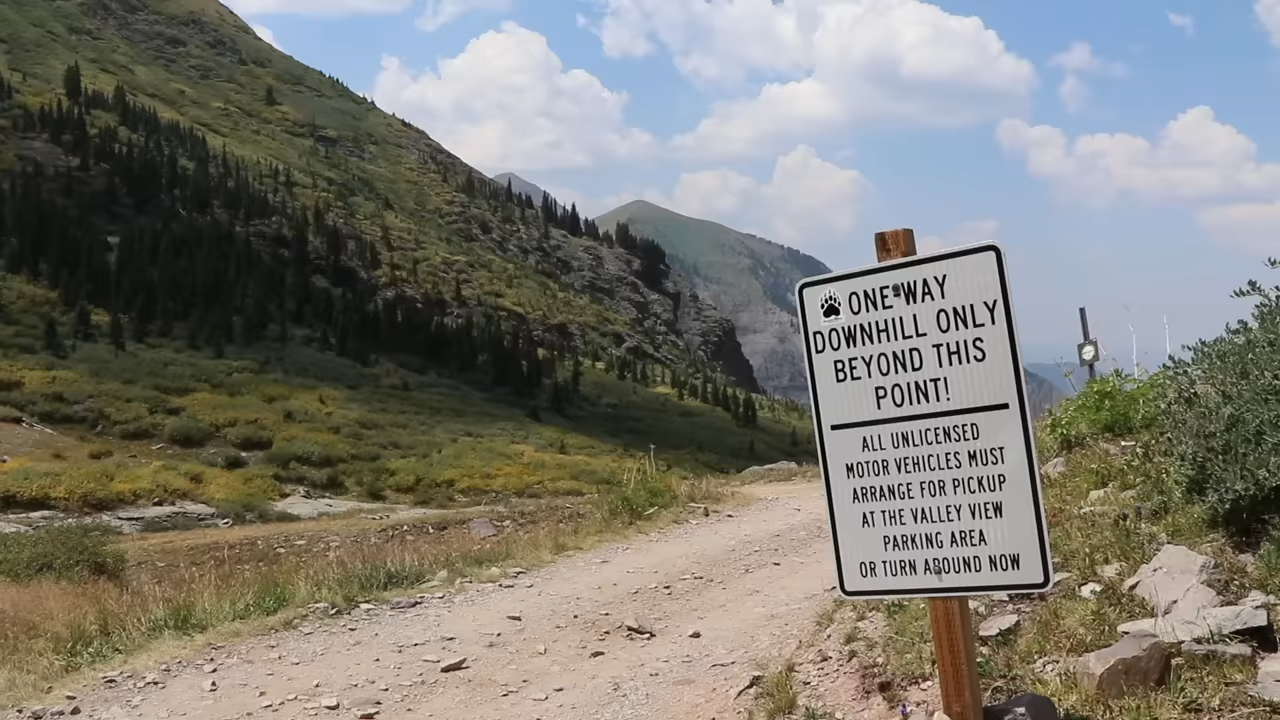 ONE WAY
DOWNHILL ONLY
BEYOND THIS
POINT!
ALL UNLICENSED
MOTOR VEHICLES MUST
ARRANGE FOR PICKUP
AT THE VALLEY VIEW
PARKING AREA
OR TURN AROUND NOW